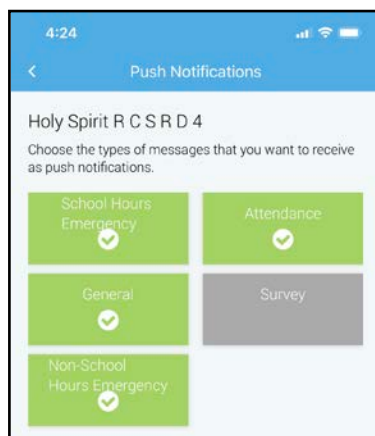 4:24
Push Notifications
Holy Spirit R C S R D 4
Choose the types of messages that you want to receive
as push notifications.
School Hours
Emergency
Attendance
General
Survey
Non-School
Hours Emergency